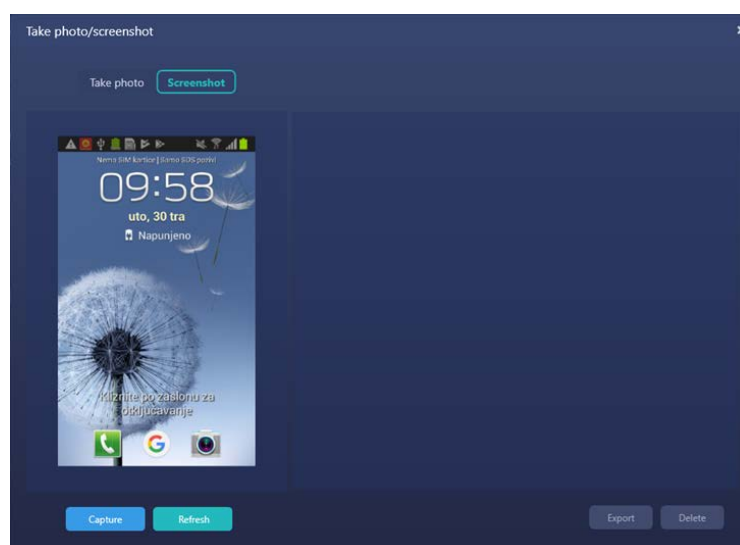 Take photo/screenshot
Take photo
Screenshot
Nema SIM kartice | Samo SOS pozivi
09:58
uto, 30 tra
Napunjeno
Kliznite po zaslonu za
otključavanje
G
Capture
Refresh
Export
Delete